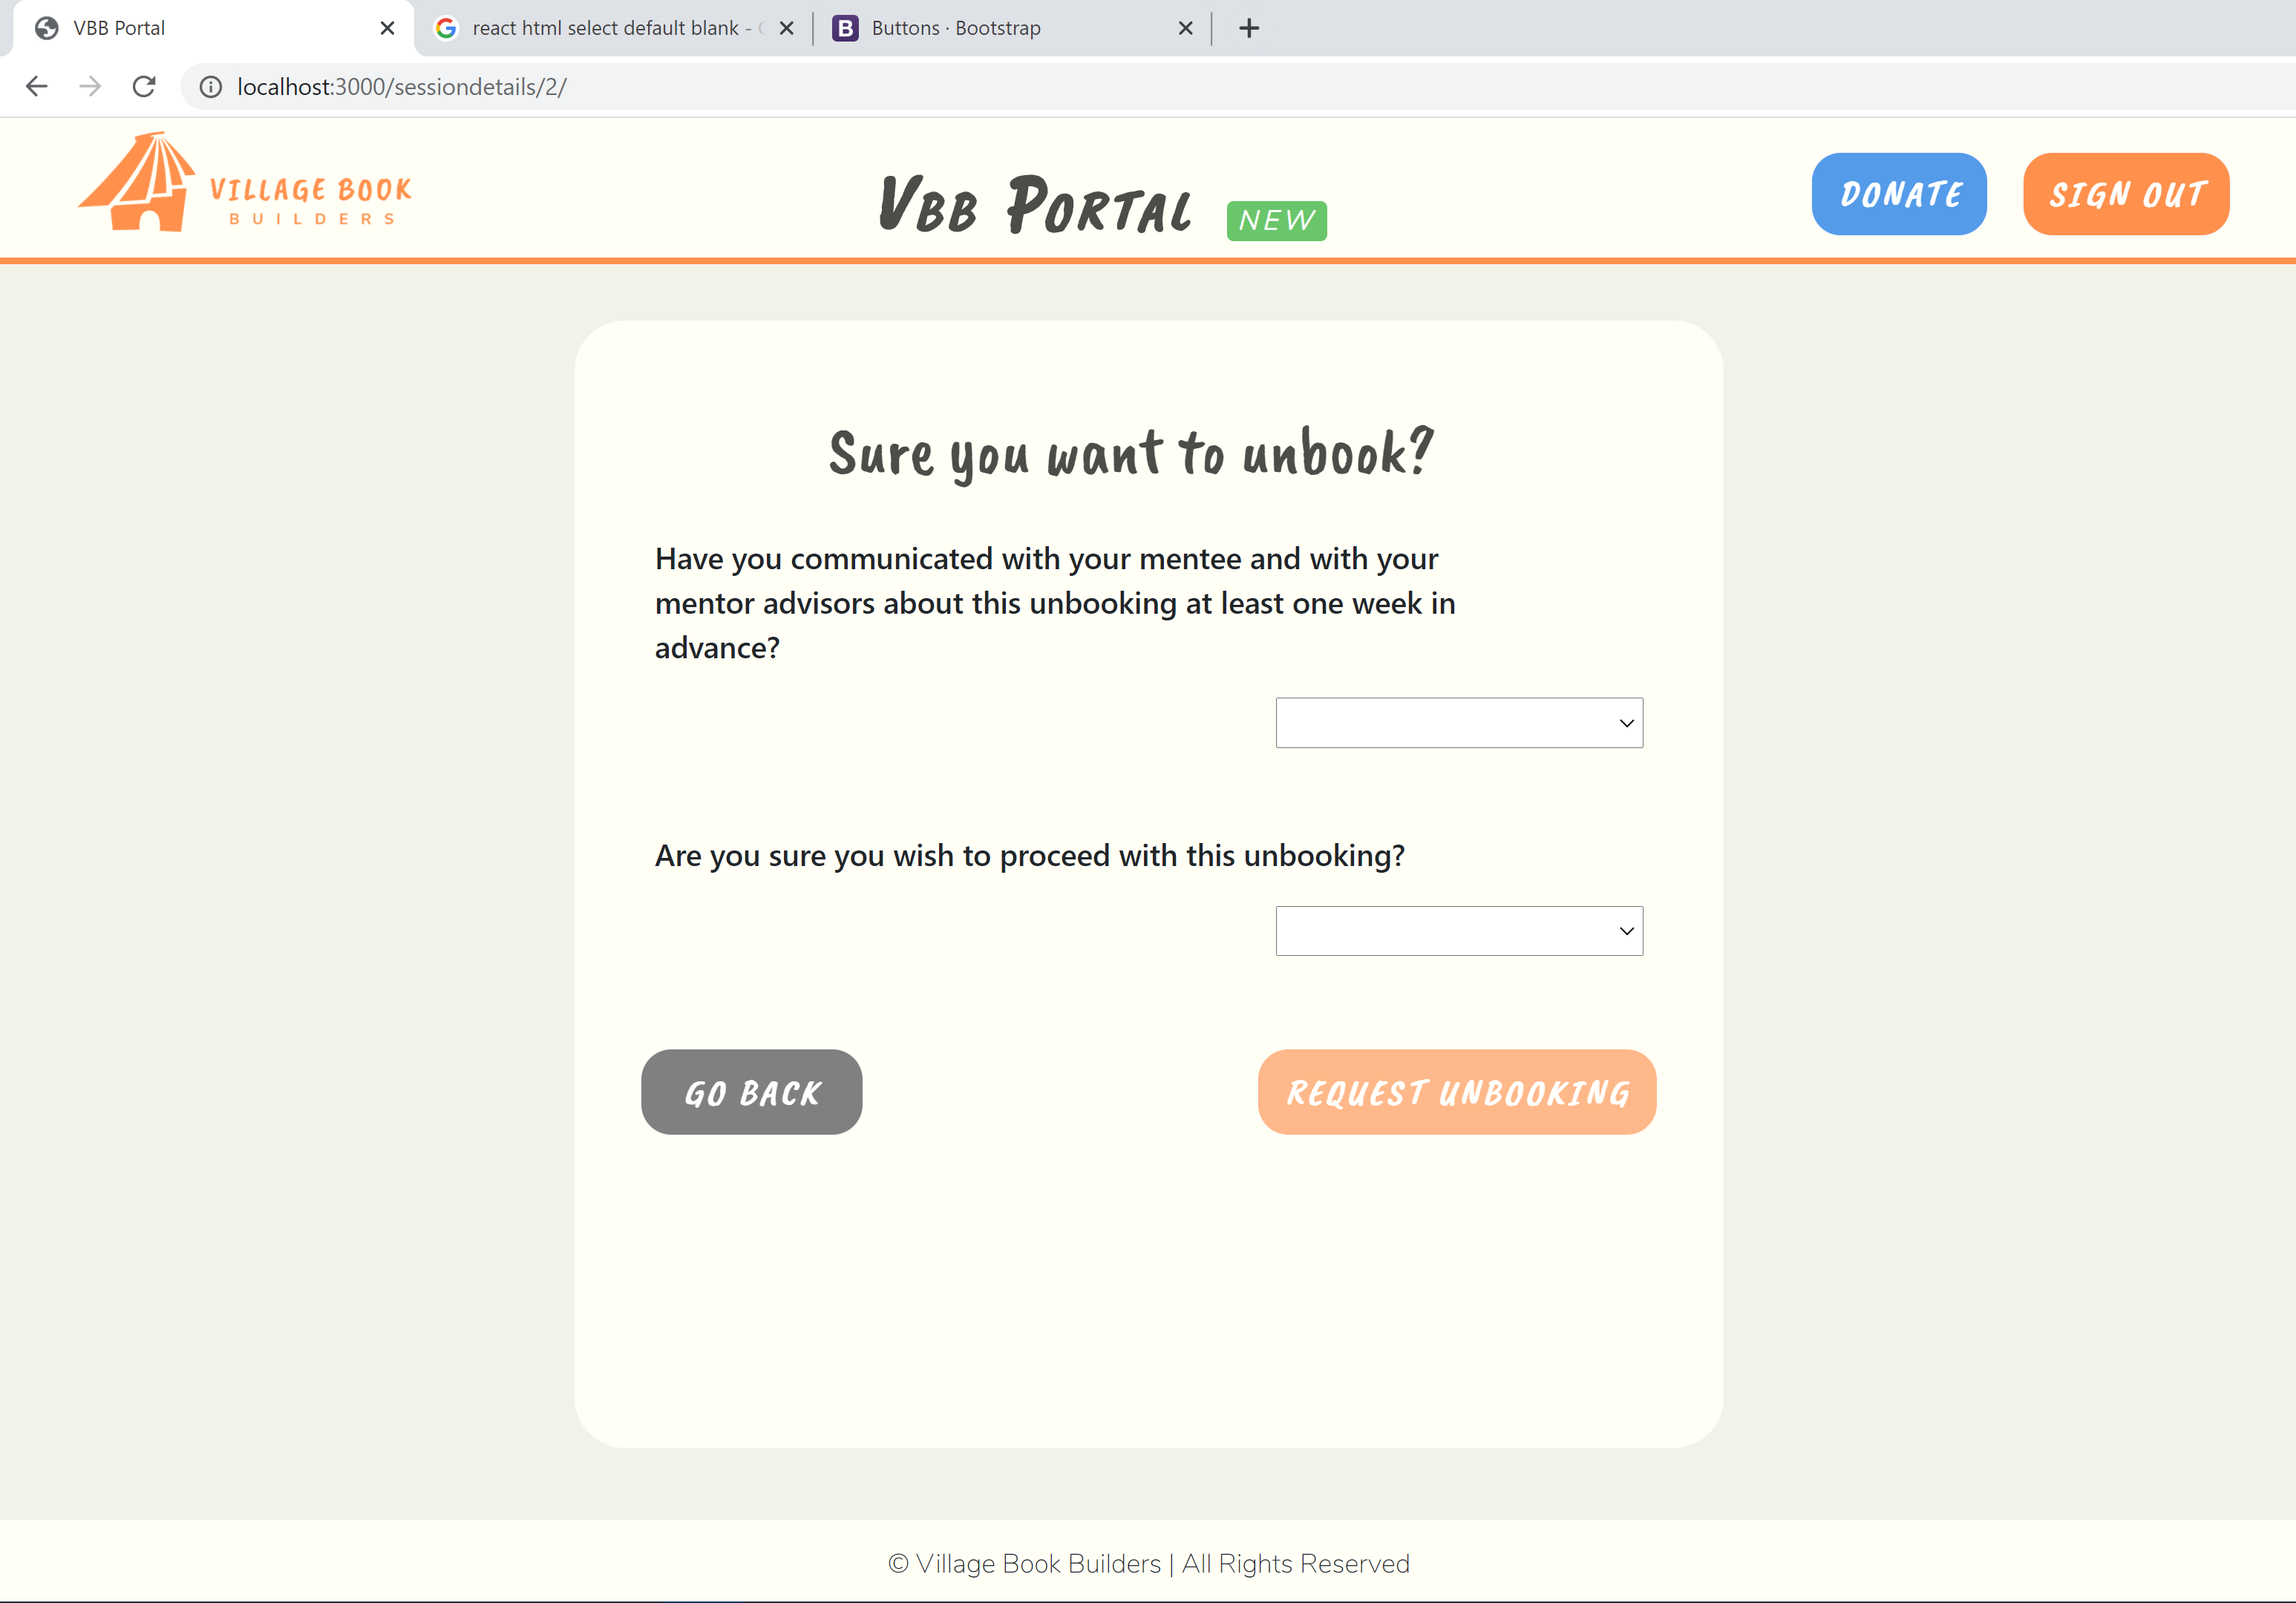 VBB Portal
react html select default blank -
Buttons · Bootstrap
localhost:3000/sessiondetails/2/
VILLAGE BOOK
BUILDERS
VBB PORTAL
NEW
DONATE
SIGN OUT
Sure you want to unbook?
Have you communicated with your mentee and with your
mentor advisors about this unbooking at least one week in
advance?
Are you sure you wish to proceed with this unbooking?
GO BACK
REQUEST UNBOOKING
© Village Book Builders | All Rights Reserved